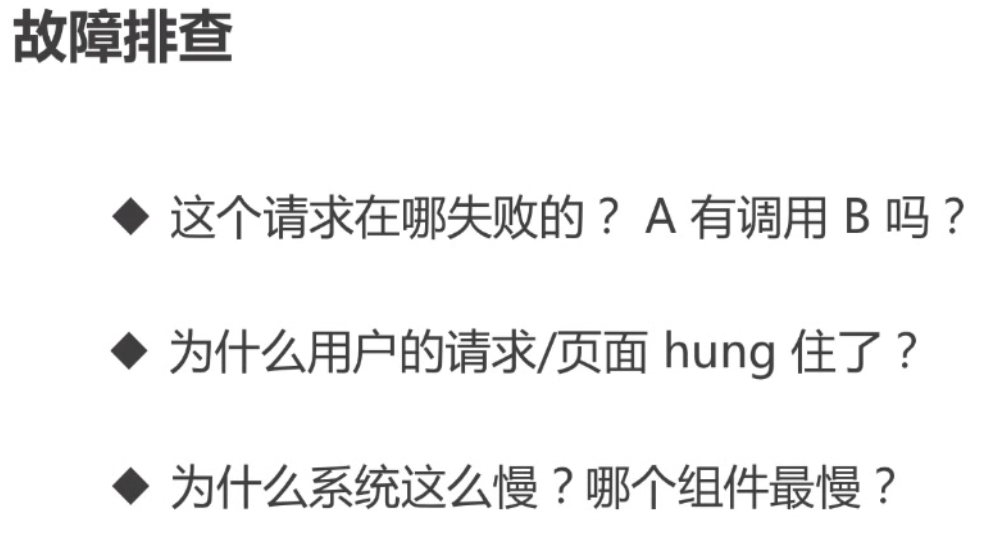 故障排查
◆ 这个请求在哪失败的？ A 有调用 B 吗？
◆ 为什么用户的请求/页面 hung 住了？
◆ 为什么系统这么慢？哪个组件最慢？